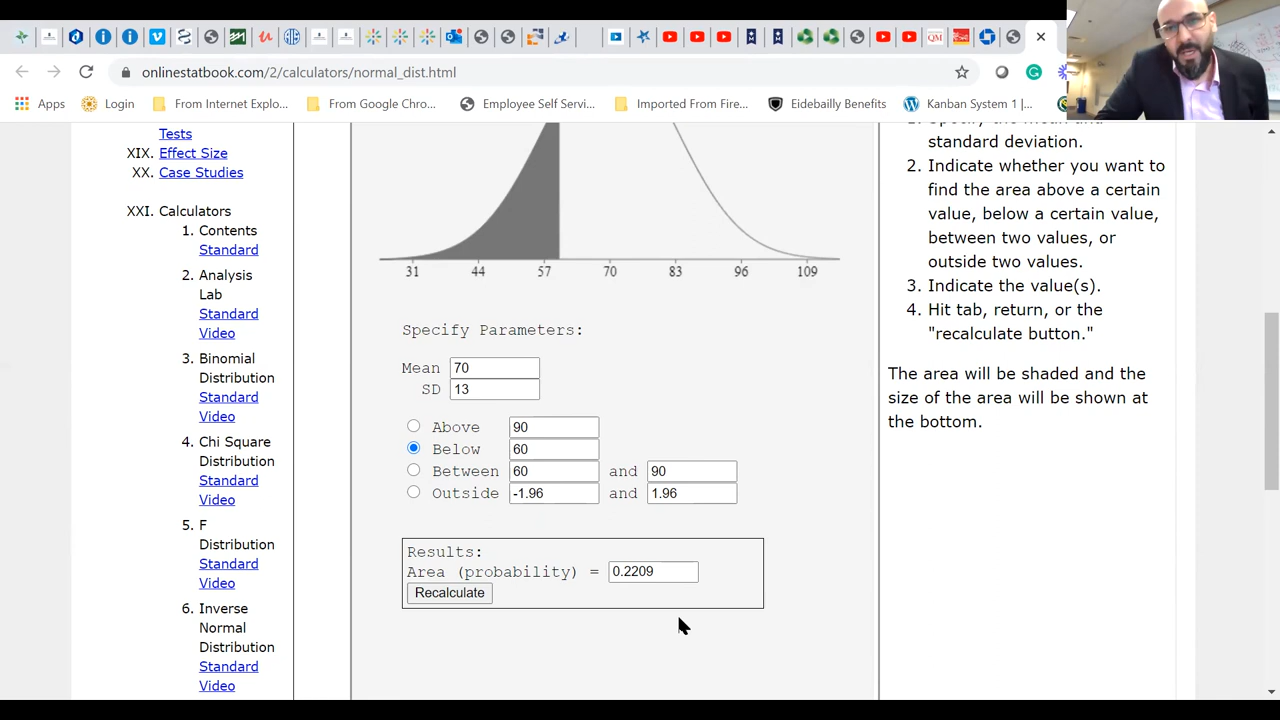 onlinestatbook.com/2/calculators/normal_dist.html
Apps Login From Internet Explo... From Google Chro... Employee Self Servi... Imported From Fire... Eidebailly Benefits Kanban System 1 |...
Tests
XIX. Effect Size
XX. Case Studies
XXI. Calculators
1. Contents
Standard
2. Analysis
Lab
Standard
Video
3. Binomial
Distribution
Standard
Video
4. Chi Square
Distribution
Standard
Video
5. F
Distribution
Standard
Video
6. Inverse
Normal
Distribution
Standard
Video
31 44 57 70 83 96 109
Specify Parameters:
Mean 70
SD 13
Above 90
Below 60
Between 60 and 90
Outside -1.96 and 1.96
Results:
Area (probability) = 0.2209
Recalculate
1. Specify the mean and
standard deviation.
2. Indicate whether you want to
find the area above a certain
value, below a certain value,
between two values, or
outside two values.
3. Indicate the value(s).
4. Hit tab, return, or the
"recalculate button."
The area will be shaded and the
size of the area will be shown at
the bottom.